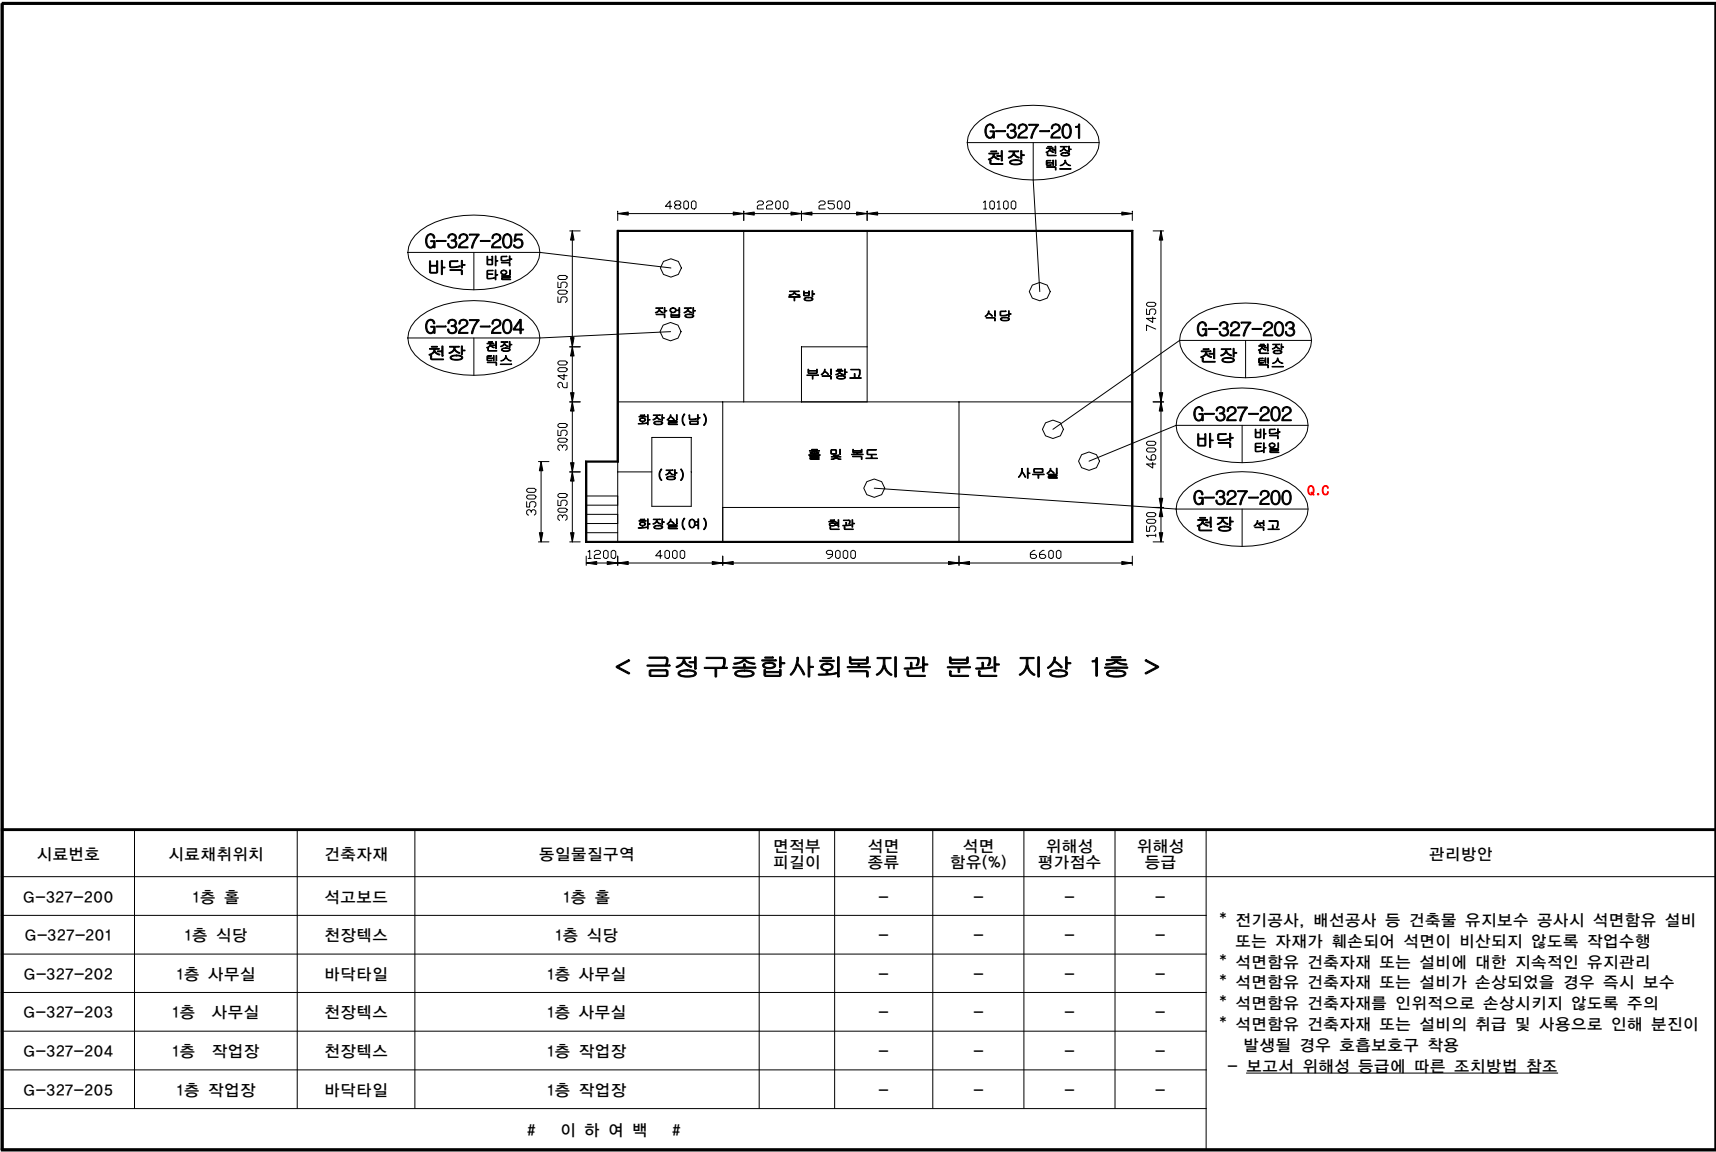 G-327-201
천장 천장
텍스
4800 2200 2500 10100
G-327-205
바닥 바닥
타일
G-327-204
천장 천장
텍스
5050
2400
3050
3050
3500
작업장
주방
부식창고
식당
7450
4600
1500
G-327-203
천장 천장
텍스
G-327-202
바닥 바닥
타일
G-327-200 Q.C
천장 석고
화장실(남)
(장)
화장실(여)
홀 및 복도
현관
사무실
1200 4000 9000 6600
< 금정구종합사회복지관 분관 지상 1층 >
시료번호 시료채취위치 건축자재 동일물질구역 면적부 석면 석면 위해성 위해성 관리방안
피길이 종류 함유(%) 평가점수 등급
G-327-200 1층 홀 석고보드 1층 홀 - - - -
G-327-201 1층 식당 천장텍스 1층 식당 - - - -
G-327-202 1층 사무실 바닥타일 1층 사무실 - - - -
G-327-203 1층 사무실 천장텍스 1층 사무실 - - - -
G-327-204 1층 작업장 천장텍스 1층 작업장 - - - -
G-327-205 1층 작업장 바닥타일 1층 작업장 - - - -
# 이 하 여 백 #
* 전기공사, 배선공사 등 건축물 유지보수 공사시 석면함유 설비
또는 자재가 훼손되어 석면이 비산되지 않도록 작업수행
* 석면함유 건축자재 또는 설비에 대한 지속적인 유지관리
* 석면함유 건축자재 또는 설비가 손상되었을 경우 즉시 보수
* 석면함유 건축자재를 인위적으로 손상시키지 않도록 주의
* 석면함유 건축자재 또는 설비의 취급 및 사용으로 인해 분진이
발생될 경우 호흡보호구 착용
- 보고서 위해성 등급에 따른 조치방법 참조